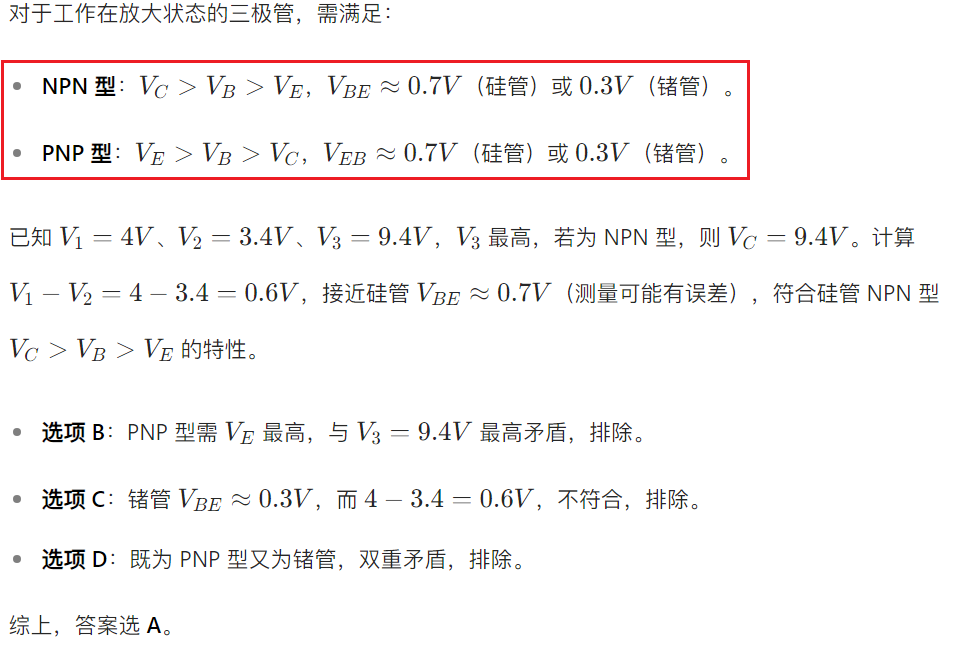 对于工作在放大状态的三极管，需满足：
• NPN 型：V_C > V_B > V_E，V_{BE} ≈ 0.7V（硅管）或 0.3V（锗管）。
• PNP 型：V_E > V_B > V_C，V_{EB} ≈ 0.7V（硅管）或 0.3V（锗管）。
已知 V_1 = 4V、V_2 = 3.4V、V_3 = 9.4V，V_3 最高，若为 NPN 型，则 V_C = 9.4V。计算
V_1 − V_2 = 4 − 3.4 = 0.6V，接近硅管 V_{BE} ≈ 0.7V（测量可能有误差），符合硅管 NPN 型
V_C > V_B > V_E 的特性。
• 选项 B：PNP 型需 V_E 最高，与 V_3 = 9.4V 最高矛盾，排除。
• 选项 C：锗管 V_{BE} ≈ 0.3V，而 4 − 3.4 = 0.6V，不符合，排除。
• 选项 D：既为 PNP 型又为锗管，双重矛盾，排除。
综上，答案选 A。